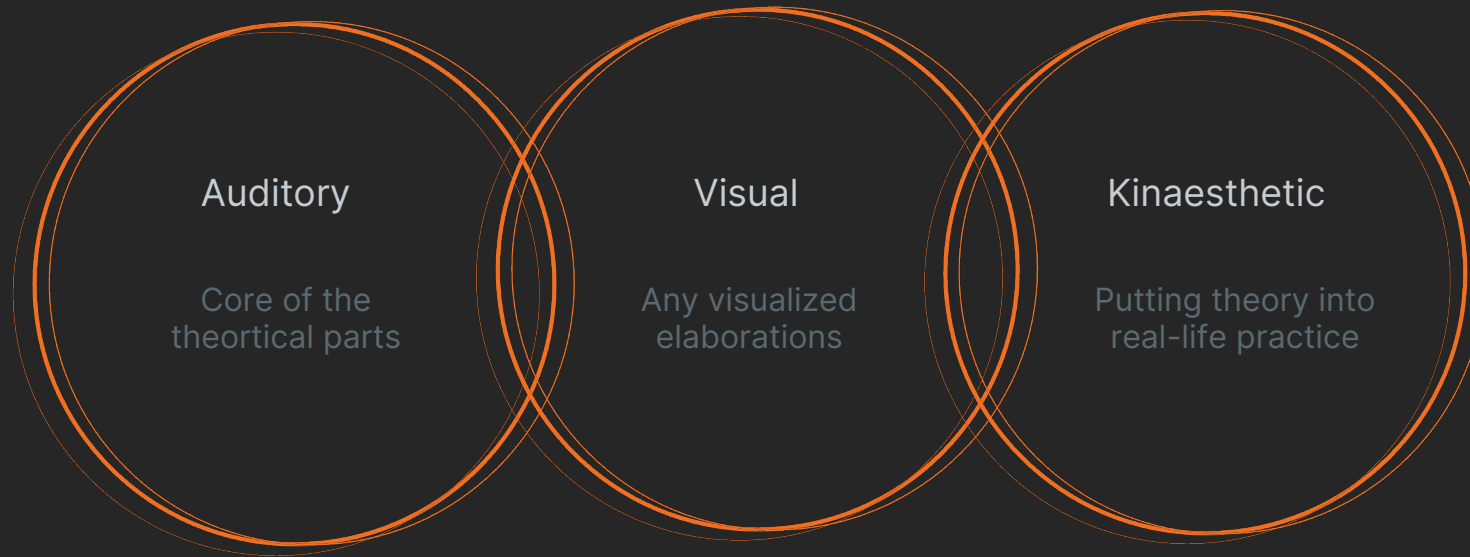 Auditory
Core of the
theortical parts
Visual
Any visualized
elaborations
Kinaesthetic
Putting theory into
real-life practice